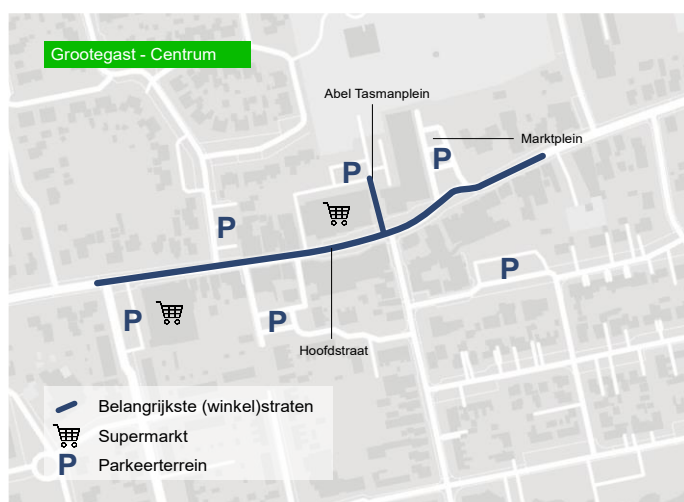 Grootegast - Centrum
Abel Tasmanplein
Marktplein
P
P
P
P
P
P
Hoofdstraat
Belangrijkste (winkel)straten
Supermarkt
P Parkeerterrein